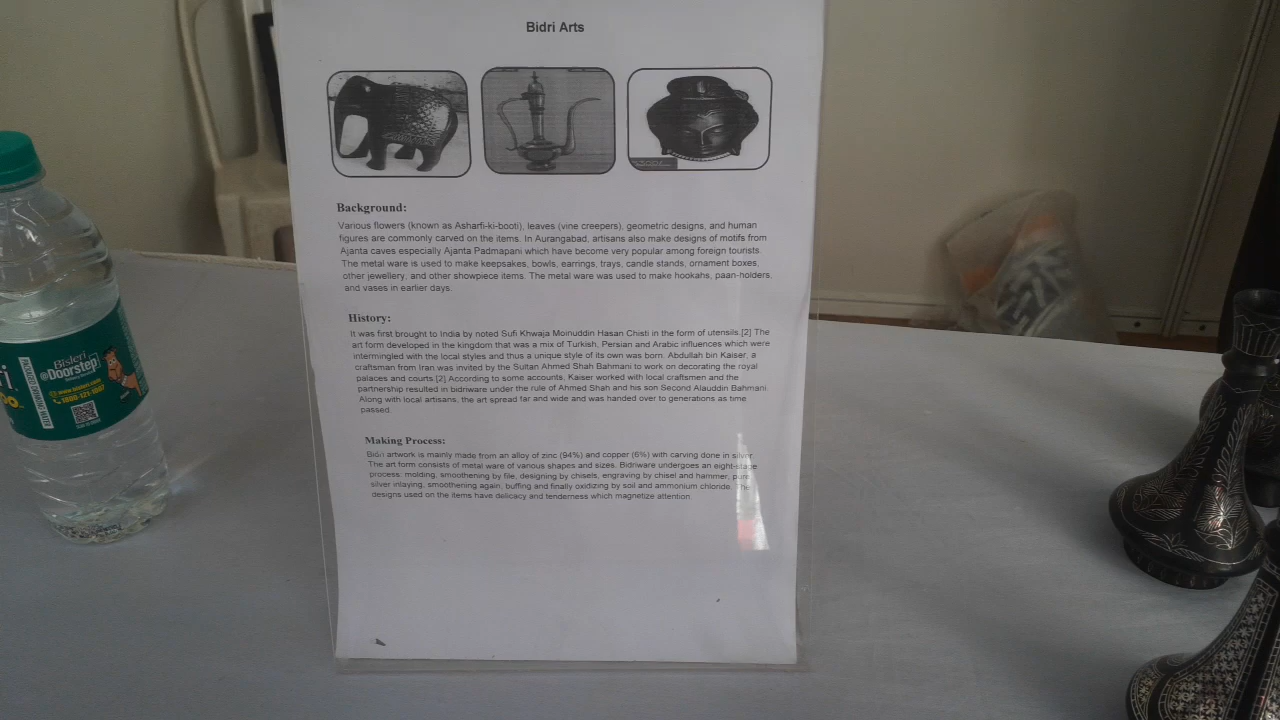 Bidri Arts
Background:
Various flowers (known as Asharfi-ki-booti), leaves (vine creepers), geometric designs, and human
figures are commonly carved on the items. In Aurangabad, artisans also make designs of motifs from
Ajanta caves especially Ajanta Padmapani which have become very popular among foreign tourists.
The metal ware is used to make keepsakes, bowls, earrings, trays, candle stands, ornament boxes,
other jewellery, and other showpiece items. The metal ware was used to make hookahs, paan-holders,
and vases in earlier days.
History:
It was first brought to India by noted Sufi Khwaja Moinuddin Hasan Chisti in the form of utensils.[2] The
art form developed in the kingdom that was a mix of Turkish, Persian and Arabic influences which were
intermingled with the local styles and thus a unique style of its own was born. Abdullah bin Kaiser, a
craftsman from Iran was invited by the Sultan Ahmed Shah Bahmani to work on decorating the royal
palaces and courts.[2] According to some accounts, Kaiser worked with local craftsmen and the
partnership resulted in bidriware under the rule of Ahmed Shah and his son Second Alauddin Bahmani.
Along with local artisans, the art spread far and wide and was handed over to generations as time
passed.
Making Process:
Bidri artwork is mainly made from an alloy of zinc (94%) and copper (6%) with carving done in silver.
The art form consists of metal ware of various shapes and sizes. Bidriware undergoes an eight-stage
process: molding, smoothening by file, designing by chisels, engraving by chisel and hammer, pure
silver inlaying, smoothening again, buffing and finally oxidizing by soil and ammonium chloride. The
designs used on the items have delicacy and tenderness which magnetize attention.
Bisleri
@Doorstep
www.bisleri.com
1800-121-1007
PACKAGED DRINKING WATER